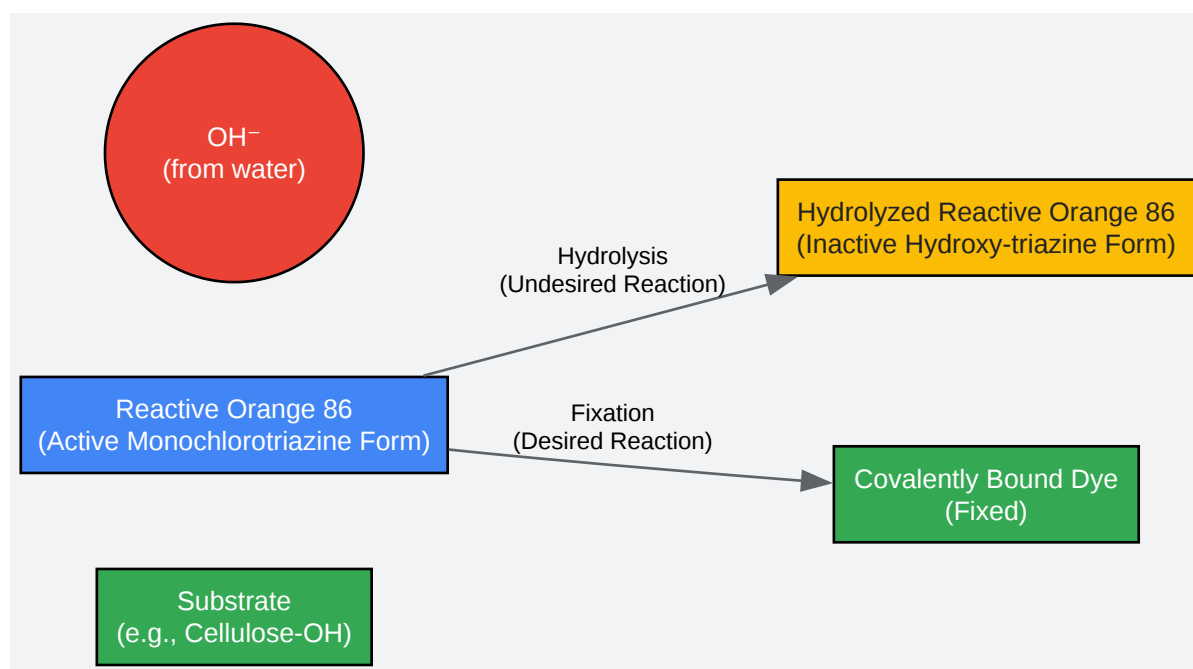 OH⁻
(from water)
Hydrolyzed Reactive Orange 86
(Inactive Hydroxy-triazine Form)
Hydrolysis
(Undesired Reaction)
Reactive Orange 86
(Active Monochlorotriazine Form)
Fixation
(Desired Reaction)
Covalently Bound Dye
(Fixed)
Substrate
(e.g., Cellulose-OH)